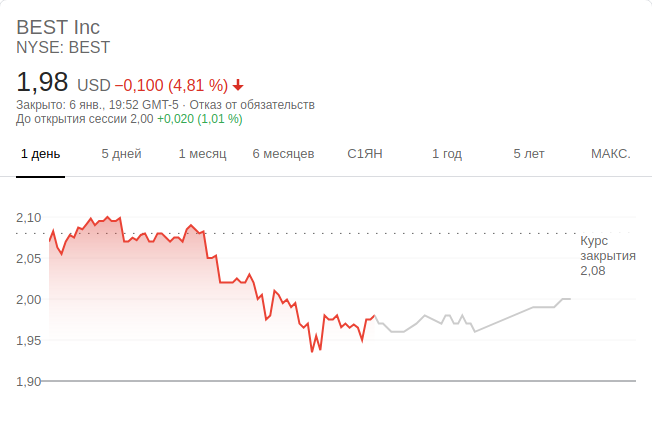 BEST Inc
NYSE: BEST
1,98 USD −0,100 (4,81 %)
Закрыто: 6 янв., 19:52 GMT-5 · Отказ от обязательств
До открытия сессии 2,00 +0,020 (1,01 %)
1 день 5 дней 1 месяц 6 месяцев С1ЯН 1 год 5 лет МАКС.
2,10
Курс
закрытия
2,08
2,05
2,00
1,95
1,90